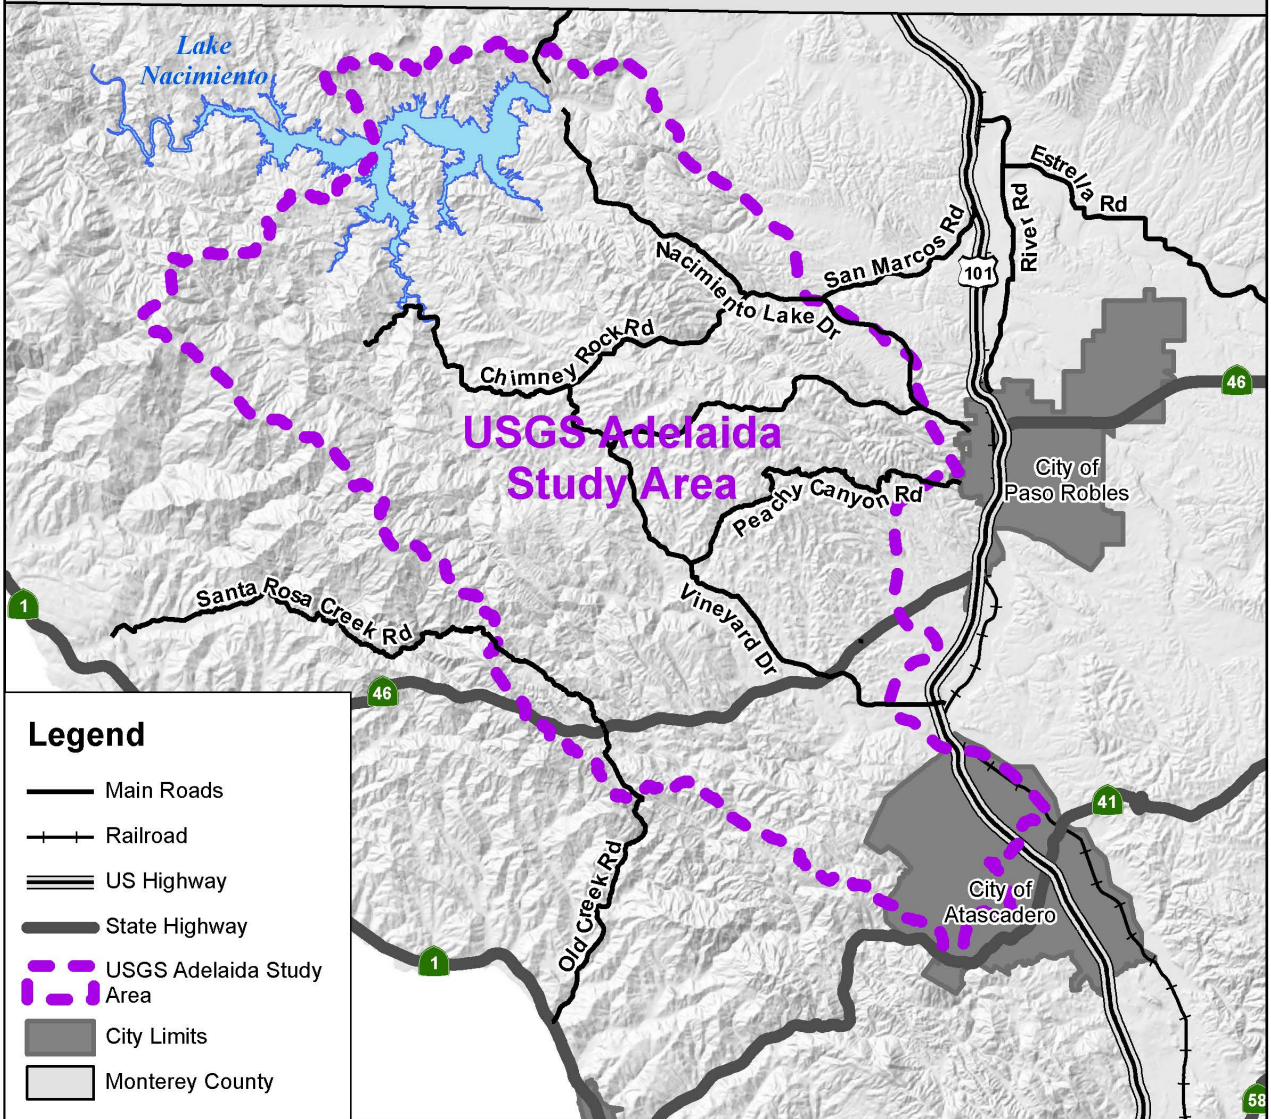 Lake
Nacimiento
Estrella Rd
River Rd
San Marcos Rd
101
Nacimiento Lake Dr
Chimney Rock Rd
46
USGS Adelaida
Study Area
City of
Paso Robles
Peachy Canyon Rd
1
Santa Rosa Creek Rd
Vineyard Dr
46
41
Old Creek Rd
City of
Atascadero
1
58
Legend
Main Roads
Railroad
US Highway
State Highway
USGS Adelaida Study
Area
City Limits
Monterey County